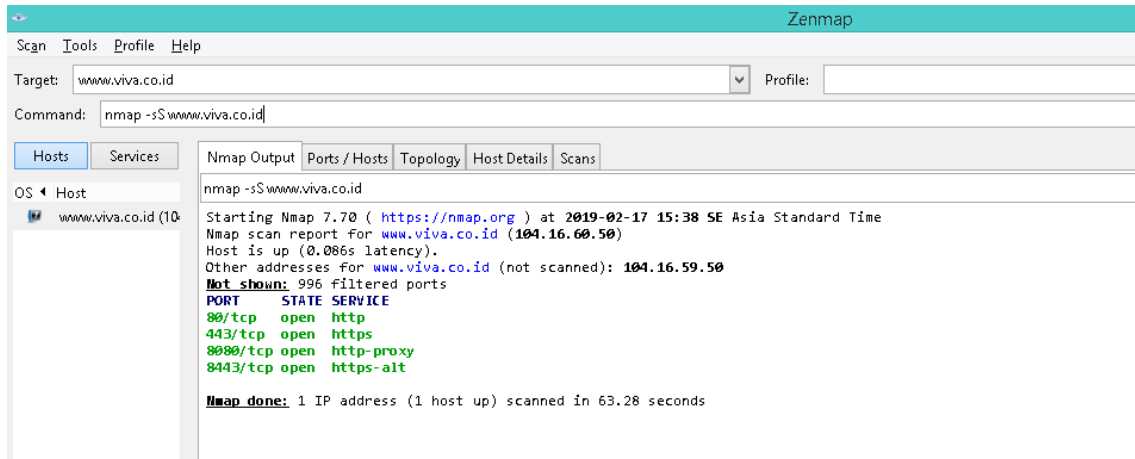 Zenmap
Scan Tools Profile Help
Target: www.viva.co.id Profile:
Command: nmap -sS www.viva.co.id
Hosts Services Nmap Output Ports / Hosts Topology Host Details Scans
OS Host nmap -sS www.viva.co.id
www.viva.co.id (10
Starting Nmap 7.70 ( https://nmap.org ) at 2019-02-17 15:38 SE Asia Standard Time
Nmap scan report for www.viva.co.id (104.16.60.50)
Host is up (0.086s latency).
Other addresses for www.viva.co.id (not scanned): 104.16.59.50
Not shown: 996 filtered ports
PORT STATE SERVICE
80/tcp open http
443/tcp open https
8080/tcp open http-proxy
8443/tcp open https-alt
Nmap done: 1 IP address (1 host up) scanned in 63.28 seconds